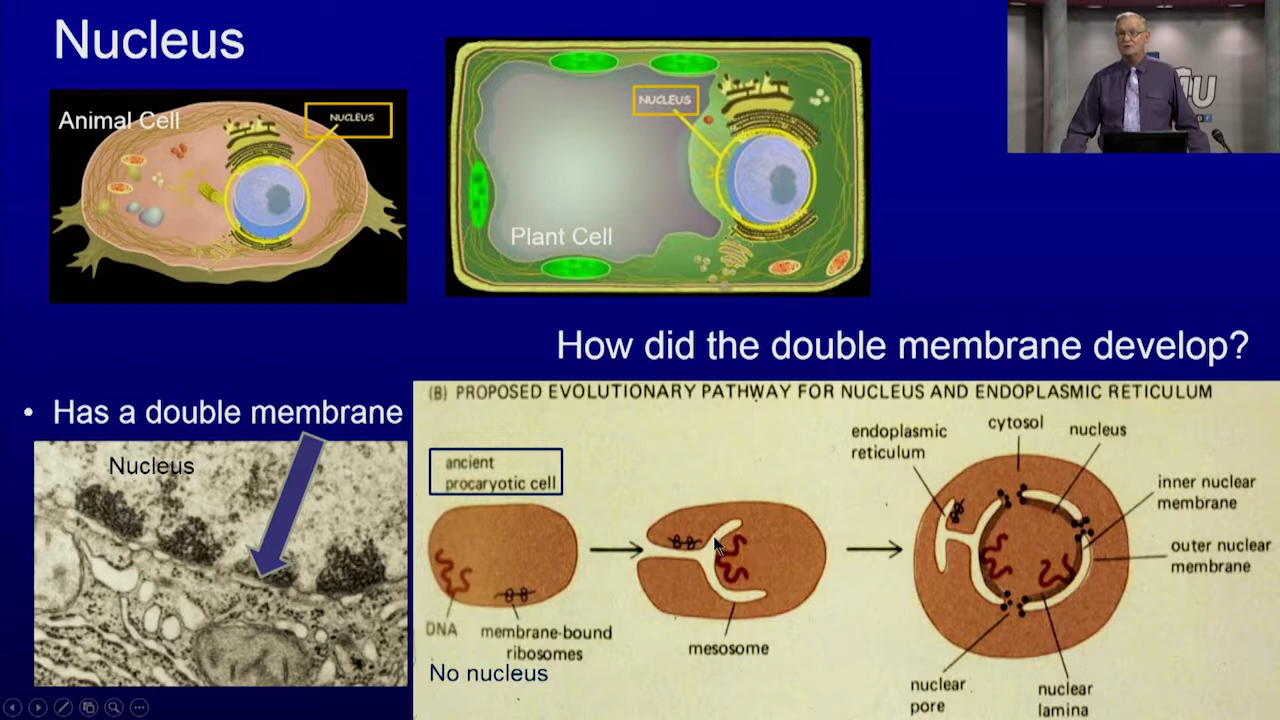 Nucleus
Animal Cell
NUCLEUS
NUCLEUS
Plant Cell
How did the double membrane develop?
• Has a double membrane
Nucleus
(B) PROPOSED EVOLUTIONARY PATHWAY FOR NUCLEUS AND ENDOPLASMIC RETICULUM
ancient
procaryotic cell
DNA
membrane-bound
ribosomes
No nucleus
mesosome
endoplasmic
reticulum
cytosol
nucleus
inner nuclear
membrane
outer nuclear
membrane
nuclear
pore
nuclear
lamina